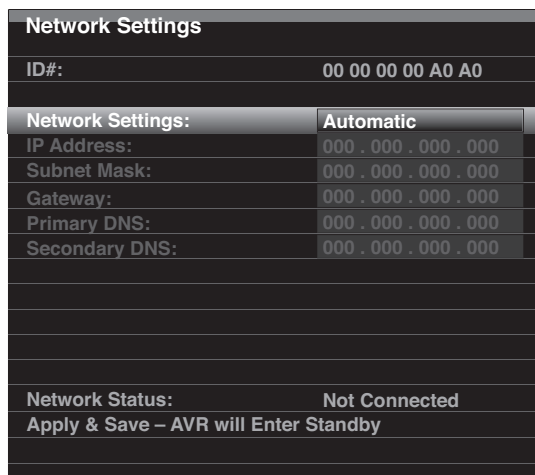 Network Settings
ID#: 00 00 00 00 A0 A0
Network Settings: Automatic
IP Address: 000 . 000 . 000 . 000
Subnet Mask: 000 . 000 . 000 . 000
Gateway: 000 . 000 . 000 . 000
Primary DNS: 000 . 000 . 000 . 000
Secondary DNS: 000 . 000 . 000 . 000
Network Status: Not Connected
Apply & Save – AVR will Enter Standby